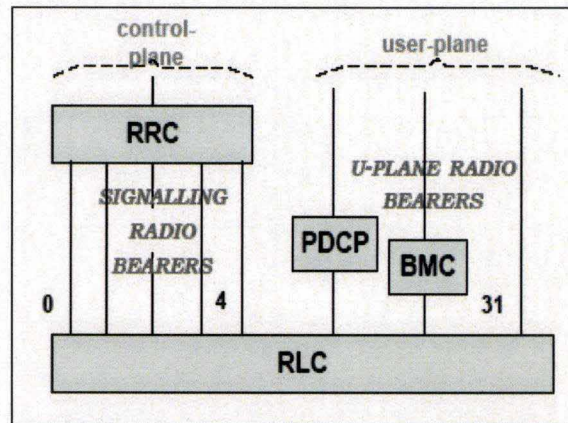 control-
plane
user-plane
RRC
SIGNALLING
RADIO
BEARERS
U-PLANE RADIO
BEARERS
PDCP
BMC
0
4
31
RLC